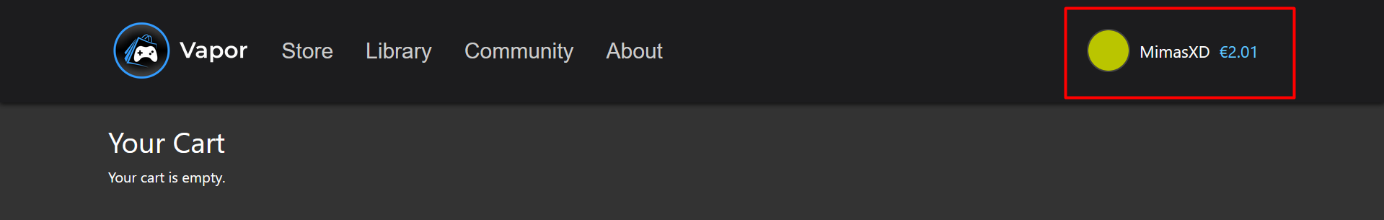 Vapor Store Library Community About MimasXD €2.01
Your Cart
Your cart is empty.